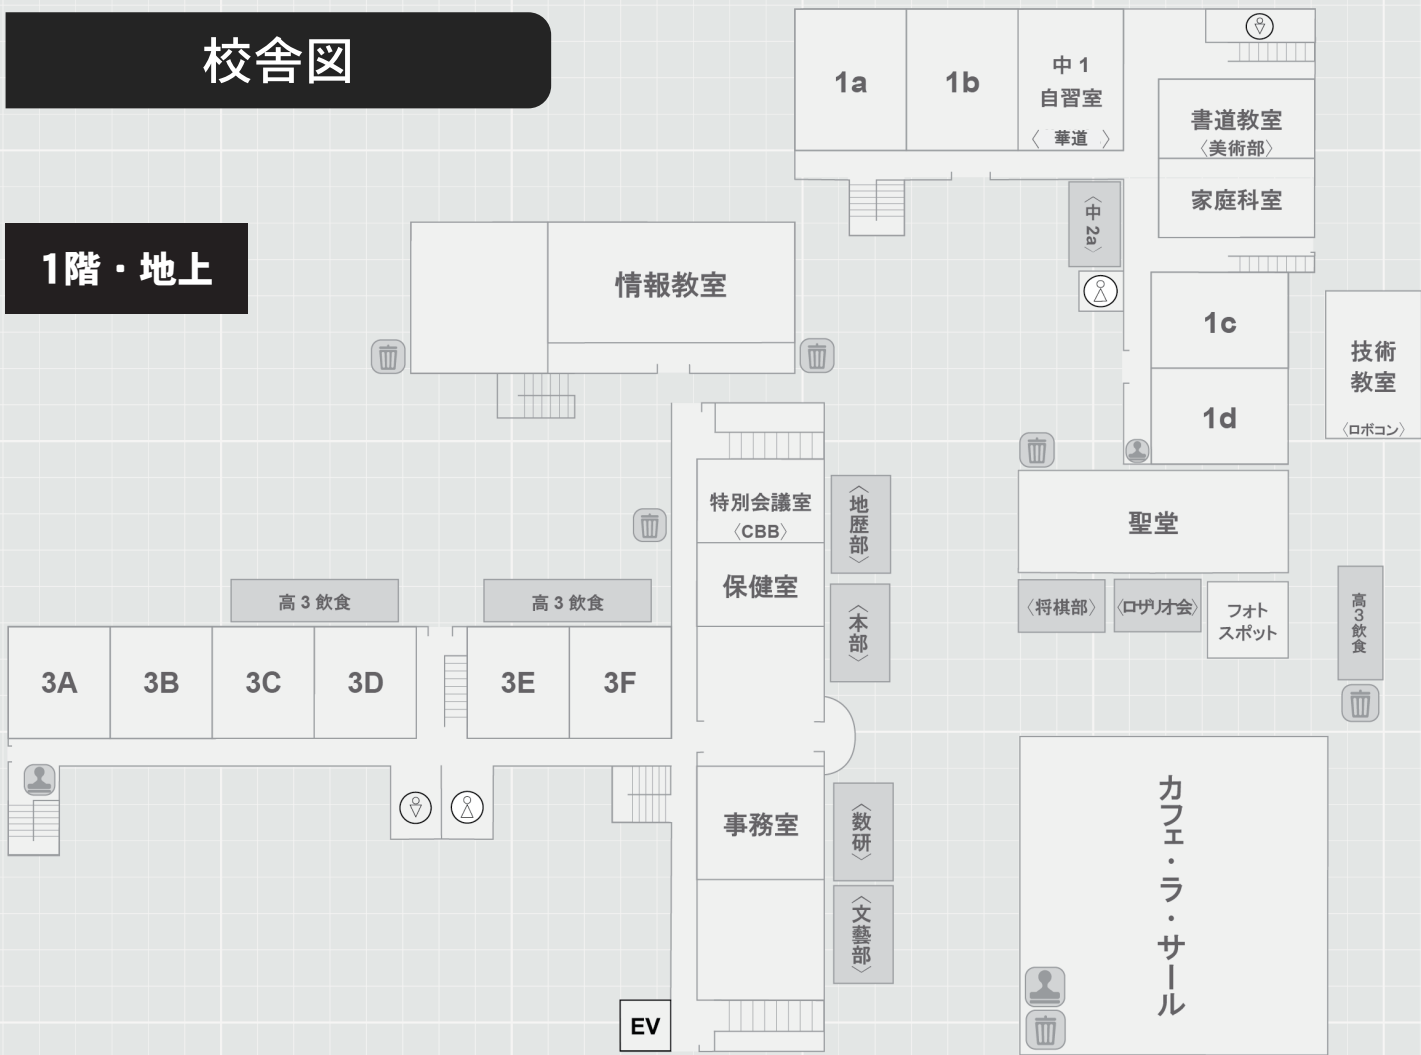 校舎図
1階・地上
1a
1b
中1
自習室
〈 華道 〉
書道教室
〈美術部〉
家庭科室
〈中2a〉
情報教室
1c
1d
技術
教室
〈ロボコン〉
特別会議室
〈CBB〉
保健室
〈地歴部〉
〈本部〉
聖堂
〈将棋部〉
〈ロザリオ会〉
フォト
スポット
高3飲食
高3飲食
高3飲食
3A
3B
3C
3D
3E
3F
事務室
〈数研〉
〈文藝部〉
カフェ・ラ・サール
EV